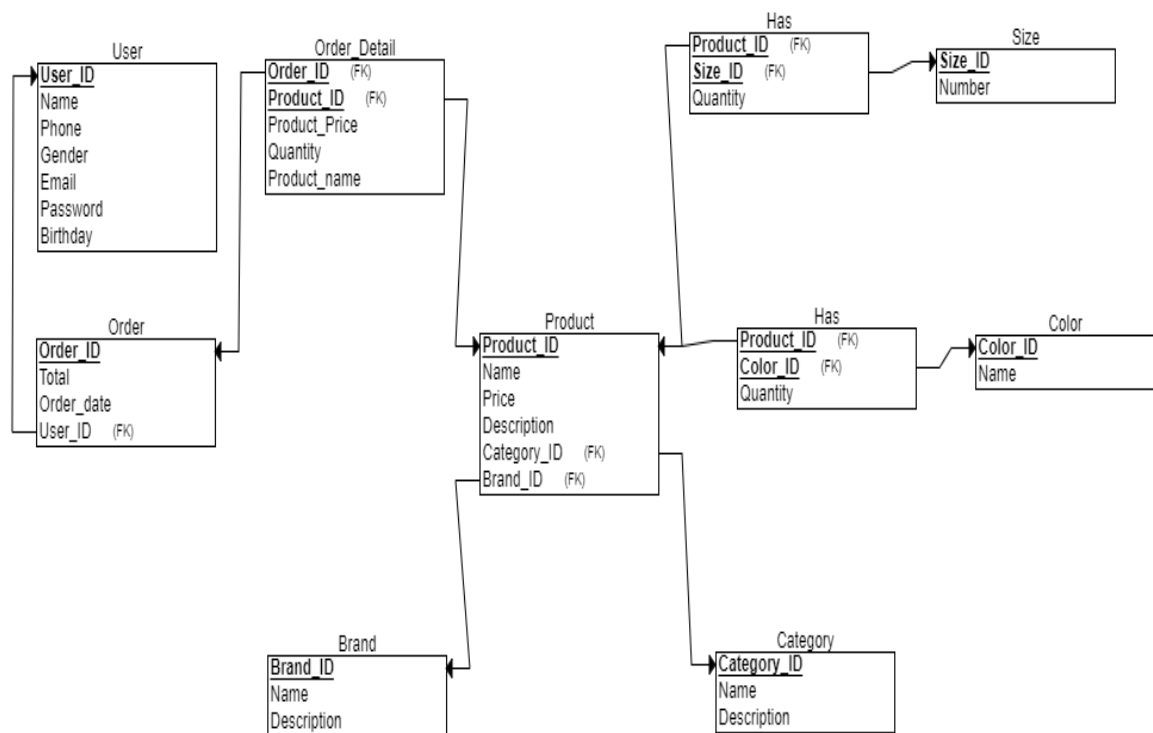 User
User_ID
Name
Phone
Gender
Email
Password
Birthday
Order_Detail
Order_ID (FK)
Product_ID (FK)
Product_Price
Quantity
Product_name
Has
Product_ID (FK)
Size_ID (FK)
Quantity
Size
Size_ID
Number
Order
Order_ID
Total
Order_date
User_ID (FK)
Product
Product_ID
Name
Price
Description
Category_ID (FK)
Brand_ID (FK)
Has
Product_ID (FK)
Color_ID (FK)
Quantity
Color
Color_ID
Name
Brand
Brand_ID
Name
Description
Category
Category_ID
Name
Description